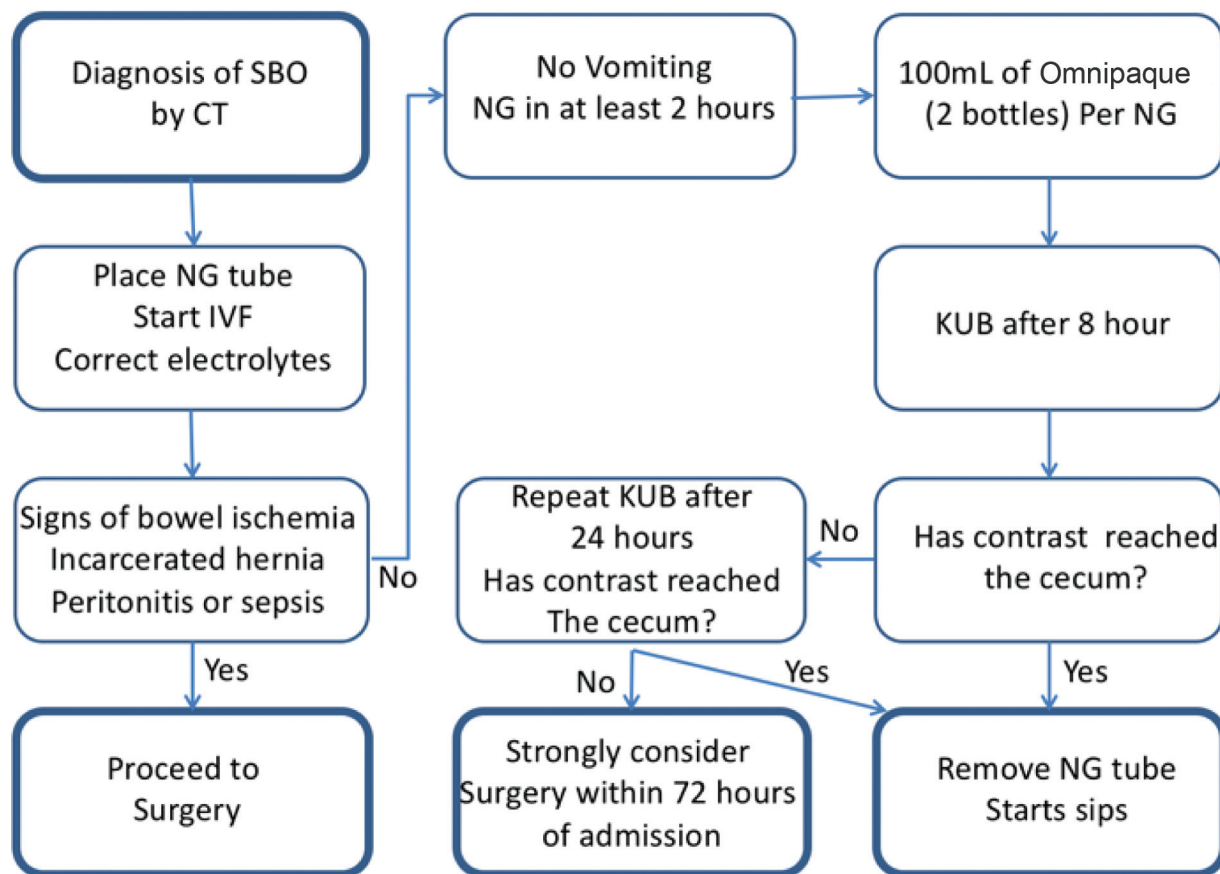 Diagnosis of SBO
by CT
Place NG tube
Start IVF
Correct electrolytes
Signs of bowel ischemia
Incarcerated hernia
Peritonitis or sepsis
No
Yes
Proceed to
Surgery
No Vomiting
NG in at least 2 hours
100mL of Omnipaque
(2 bottles) Per NG
KUB after 8 hour
Has contrast reached
the cecum?
No
Yes
Repeat KUB after
24 hours
Has contrast reached
The cecum?
No
Yes
Strongly consider
Surgery within 72 hours
of admission
Remove NG tube
Starts sips